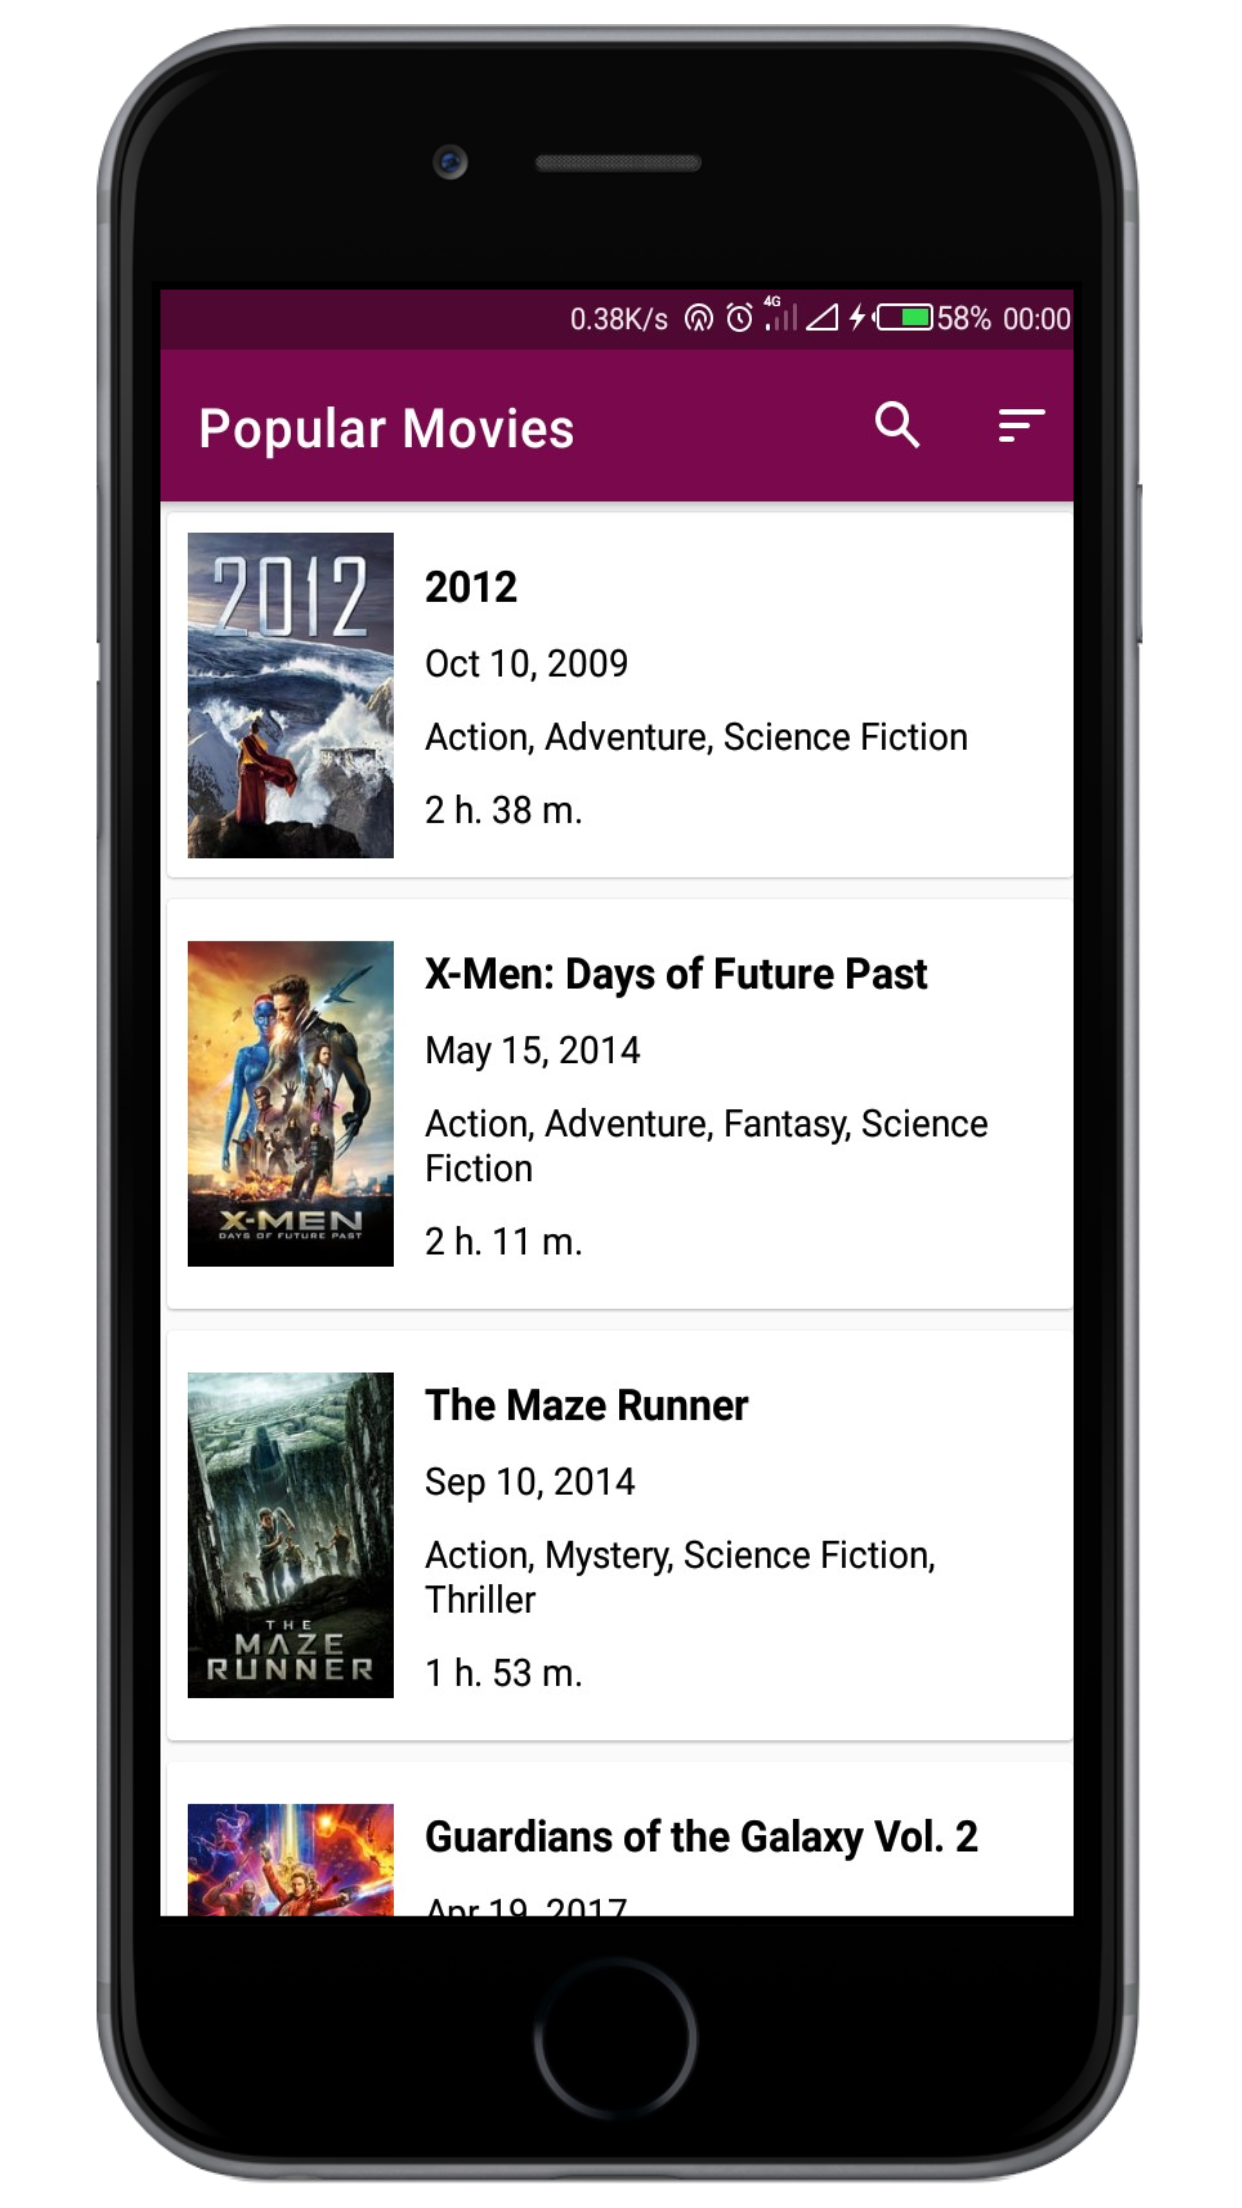 0.38K/s 4G 58% 00:00
Popular Movies
2012
2012
Oct 10, 2009
Action, Adventure, Science Fiction
2 h. 38 m.
X-MEN
DAYS OF FUTURE PAST
X-Men: Days of Future Past
May 15, 2014
Action, Adventure, Fantasy, Science
Fiction
2 h. 11 m.
THE
MAZE
RUNNER
The Maze Runner
Sep 10, 2014
Action, Mystery, Science Fiction,
Thriller
1 h. 53 m.
Guardians of the Galaxy Vol. 2
Apr 19, 2017